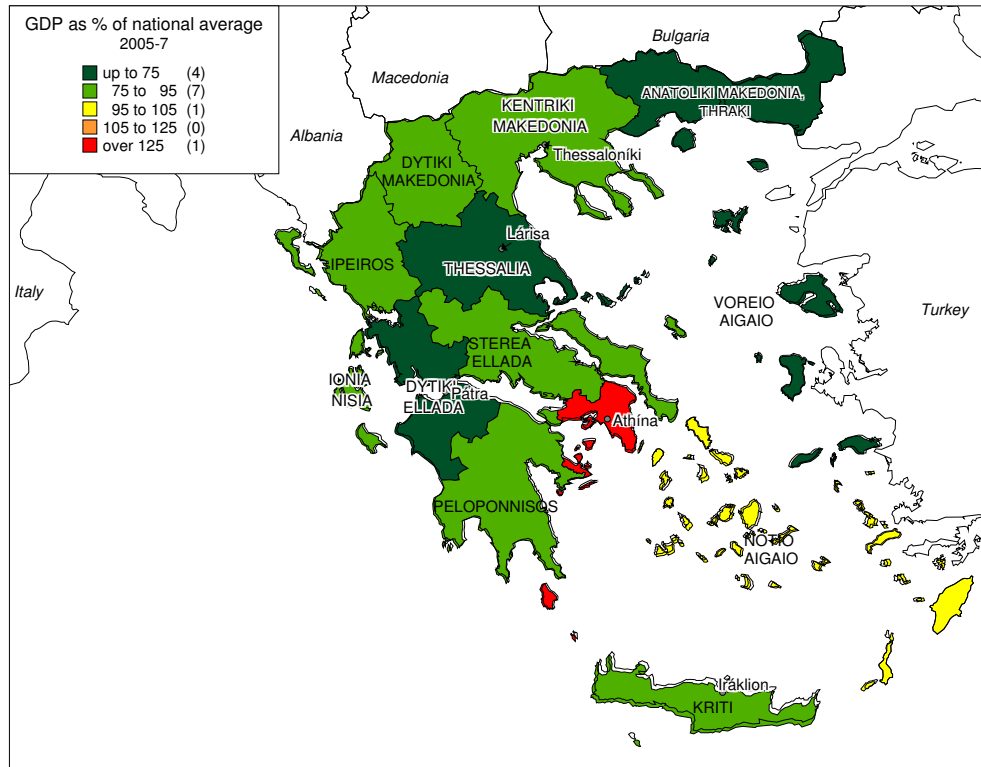 GDP as % of national average
2005-7
up to 75 (4)
75 to 95 (7)
95 to 105 (1)
105 to 125 (0)
over 125 (1)
Bulgaria
Macedonia
Albania
Italy
Turkey
ANATOLIKI MAKEDONIA,
THRAKI
KENTRIKI
MAKEDONIA
Thessaloníki
DYTIKI
MAKEDONIA
Lárisa
IPEIROS
THESSALIA
VOREIO
AIGAIO
STEREA
ELLADA
IONIA
NISIA
DYTIKI
ELLADA
Pátra
Athína
PELOPONNISOS
NOTIO
AIGAIO
Iráklion
KRITI